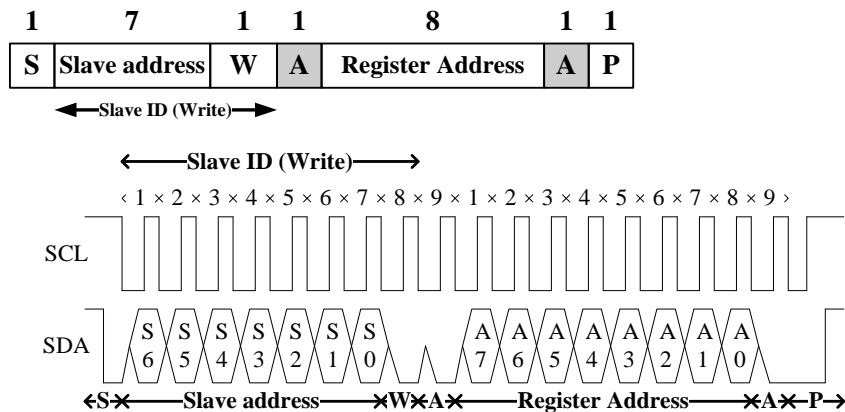 1 7 1 1 8 1 1
S Slave address W A Register Address A P
Slave ID (Write)
Slave ID (Write)
‹ 1 × 2 × 3 × 4 × 5 × 6 × 7 × 8 × 9 × 1 × 2 × 3 × 4 × 5 × 6 × 7 × 8 × 9 ›
SCL
SDA S6 S5 S4 S3 S2 S1 S0 A7 A6 A5 A4 A3 A2 A1 A0
S Slave address W A Register Address A P